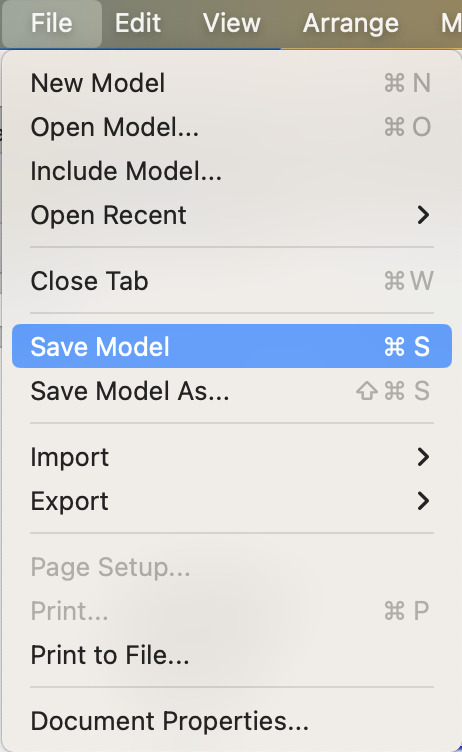 File Edit View Arrange M
New Model ⌘ N
Open Model... ⌘ O
Include Model...
Open Recent
Close Tab ⌘ W
Save Model ⌘ S
Save Model As... ⇧ ⌘ S
Import
Export
Page Setup...
Print... ⌘ P
Print to File...
Document Properties...